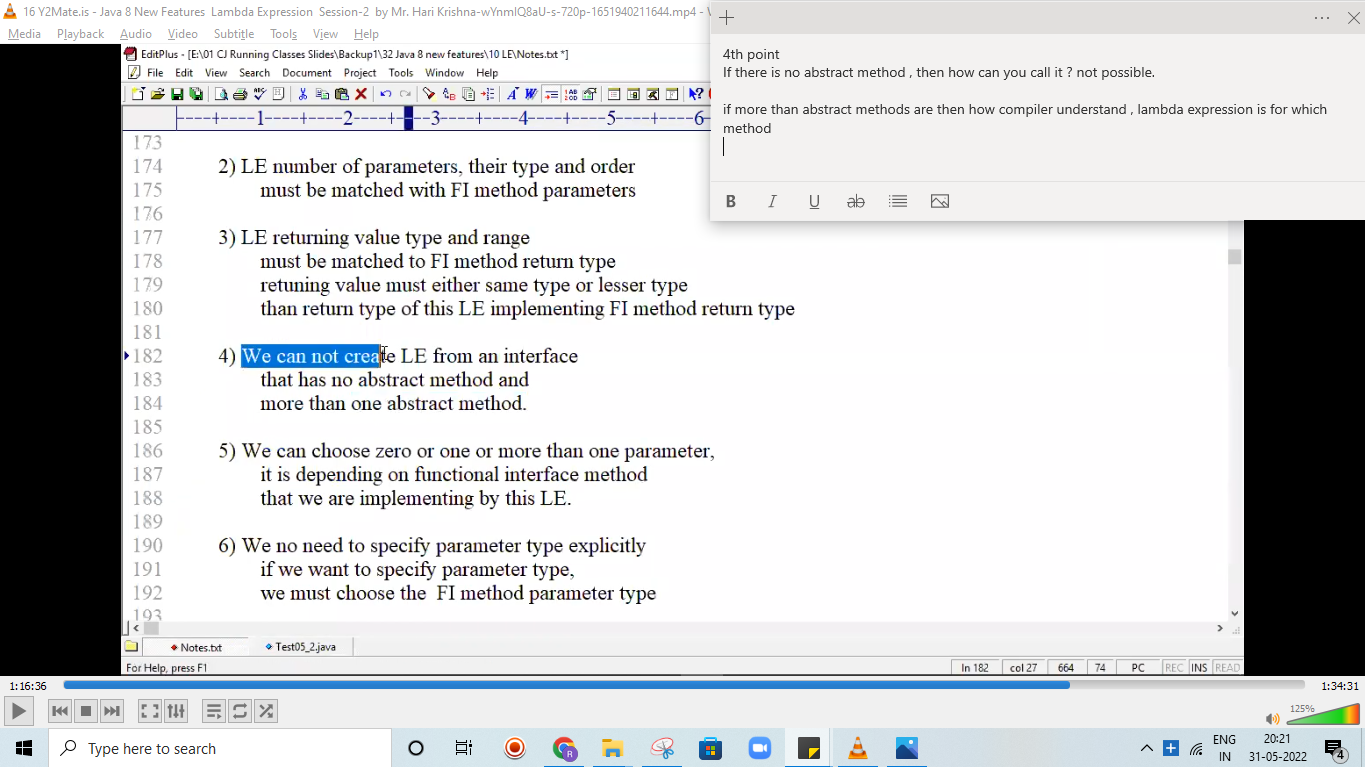 16 Y2Mate.is - Java 8 New Features Lambda Expression Session-2 by Mr. Hari Krishna-wYnmIQ8aU-s-720p-1651940211644.mp4 - V
Media Playback Audio Video Subtitle Tools View Help
EditPlus - [E:\01 CJ Running Classes Slides\Backup1\32 Java 8 new features\10 LE\Notes.txt *]
File Edit View Search Document Project Tools Window Help
----+----1----+----2----+----3----+----4----+----5----+----6
4th point
If there is no abstract method , then how can you call it ? not possible.
if more than abstract methods are then how compiler understand , lambda expression is for which
method
B I U ab
173
174 2) LE number of parameters, their type and order
175 must be matched with FI method parameters
176
177 3) LE returning value type and range
178 must be matched to FI method return type
179 retuning value must either same type or lesser type
180 than return type of this LE implementing FI method return type
181
182 4) We can not create LE from an interface
183 that has no abstract method and
184 more than one abstract method.
185
186 5) We can choose zero or one or more than one parameter,
187 it is depending on functional interface method
188 that we are implementing by this LE.
189
190 6) We no need to specify parameter type explicitly
191 if we want to specify parameter type,
192 we must choose the FI method parameter type
193
Notes.txt Test05_2.java
For Help, press F1 ln 182 col 27 664 74 PC REC INS READ
1:16:36 1:34:31
125%
Type here to search
ENG 20:21
IN 31-05-2022 4